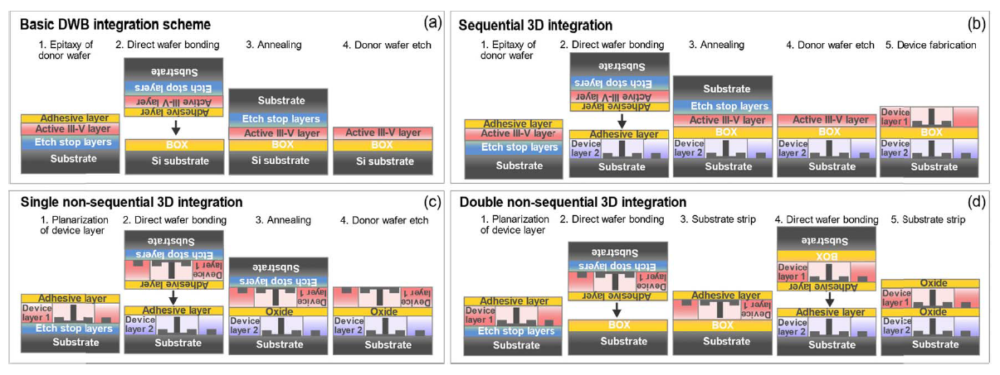 Basic DWB integration scheme
(a)
1. Epitaxy of
donor wafer
2. Direct wafer bonding
3. Annealing
4. Donor wafer etch
Adhesive layer
Active III-V layer
Etch stop layers
Substrate
Substrate
Etch stop layers
Active III-V layer
Adhesive layer
BOX
Si substrate
Substrate
Etch stop layers
Active III-V layer
BOX
Si substrate
Active III-V layer
BOX
Si substrate
Sequential 3D integration
(b)
1. Epitaxy of
donor wafer
2. Direct wafer bonding
3. Annealing
4. Donor wafer etch
5. Device fabrication
Adhesive layer
Active III-V layer
Etch stop layers
Substrate
Substrate
Etch stop layers
Active III-V layer
Adhesive layer
Adhesive layer
Device
layer 2
Substrate
Substrate
Etch stop layers
Active III-V layer
BOX
Device
layer 2
Substrate
Active III-V layer
BOX
Device
layer 2
Substrate
Device
layer 1
BOX
Device
layer 2
Substrate
Single non-sequential 3D integration
(c)
1. Planarization
of device layer
2. Direct wafer bonding
3. Annealing
4. Donor wafer etch
Adhesive layer
Device
layer 1
Etch stop layers
Substrate
Substrate
Etch stop layers
Device
layer 1
Adhesive layer
Adhesive layer
Device
layer 2
Substrate
Substrate
Etch stop layers
Device
layer 1
Oxide
Device
layer 2
Substrate
Device
layer 1
Oxide
Device
layer 2
Substrate
Double non-sequential 3D integration
(d)
1. Planarization
of device layer
2. Direct wafer bonding
3. Substrate strip
4. Direct wafer bonding
5. Substrate strip
Adhesive layer
Device
layer 1
Etch stop layers
Substrate
Substrate
Etch stop layers
Device
layer 1
Adhesive layer
BOX
Substrate
Adhesive layer
Device
layer 1
BOX
Substrate
Substrate
BOX
Device
layer 1
Adhesive layer
Adhesive layer
Device
layer 2
Substrate
Oxide
Device
layer 1
Oxide
Device
layer 2
Substrate